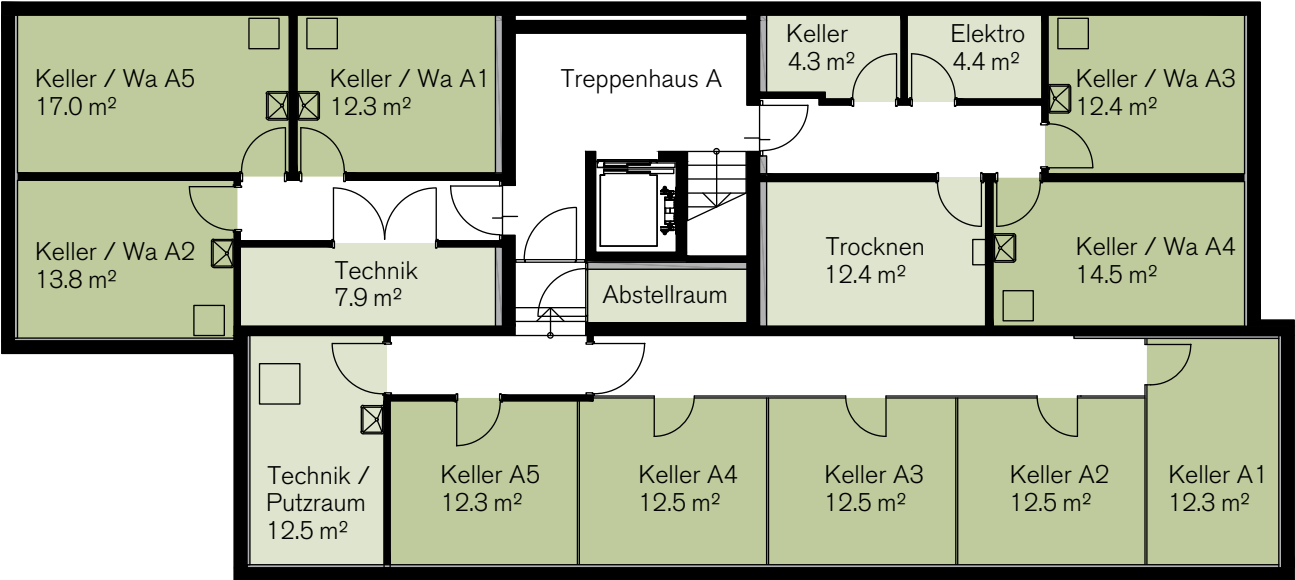 Keller / Wa A5
17.0 m²
Keller / Wa A1
12.3 m²
Treppenhaus A
Keller
4.3 m²
Elektro
4.4 m²
Keller / Wa A3
12.4 m²
Keller / Wa A2
13.8 m²
Technik
7.9 m²
Abstellraum
Trocknen
12.4 m²
Keller / Wa A4
14.5 m²
Technik /
Putzraum
12.5 m²
Keller A5
12.3 m²
Keller A4
12.5 m²
Keller A3
12.5 m²
Keller A2
12.5 m²
Keller A1
12.3 m²